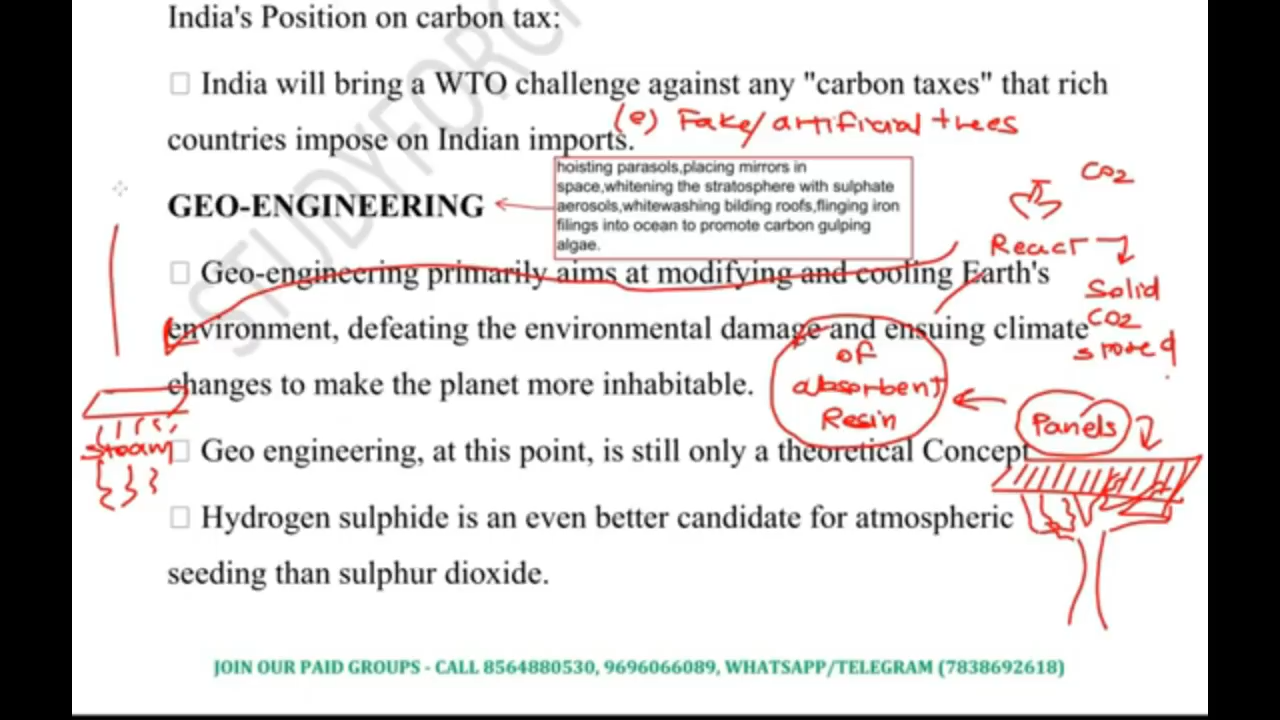 India's Position on carbon tax:
□ India will bring a WTO challenge against any "carbon taxes" that rich
countries impose on Indian imports.
(e) Fake/artificial trees
hoisting parasols,placing mirrors in
space,whitening the stratosphere with sulphate
aerosols,whitewashing bilding roofs,flinging iron
filings into ocean to promote carbon gulping
algae.
CO2
GEO-ENGINEERING
React
Solid
CO2
stored
□ Geo-engineering primarily aims at modifying and cooling Earth's
environment, defeating the environmental damage and ensuing climate
changes to make the planet more inhabitable.
of
absorbent
Resin
Panels
Steam
□ Geo engineering, at this point, is still only a theoretical Concept
□ Hydrogen sulphide is an even better candidate for atmospheric
seeding than sulphur dioxide.
STUDYFORC
JOIN OUR PAID GROUPS - CALL 8564880530, 9696066089, WHATSAPP/TELEGRAM (7838692618)